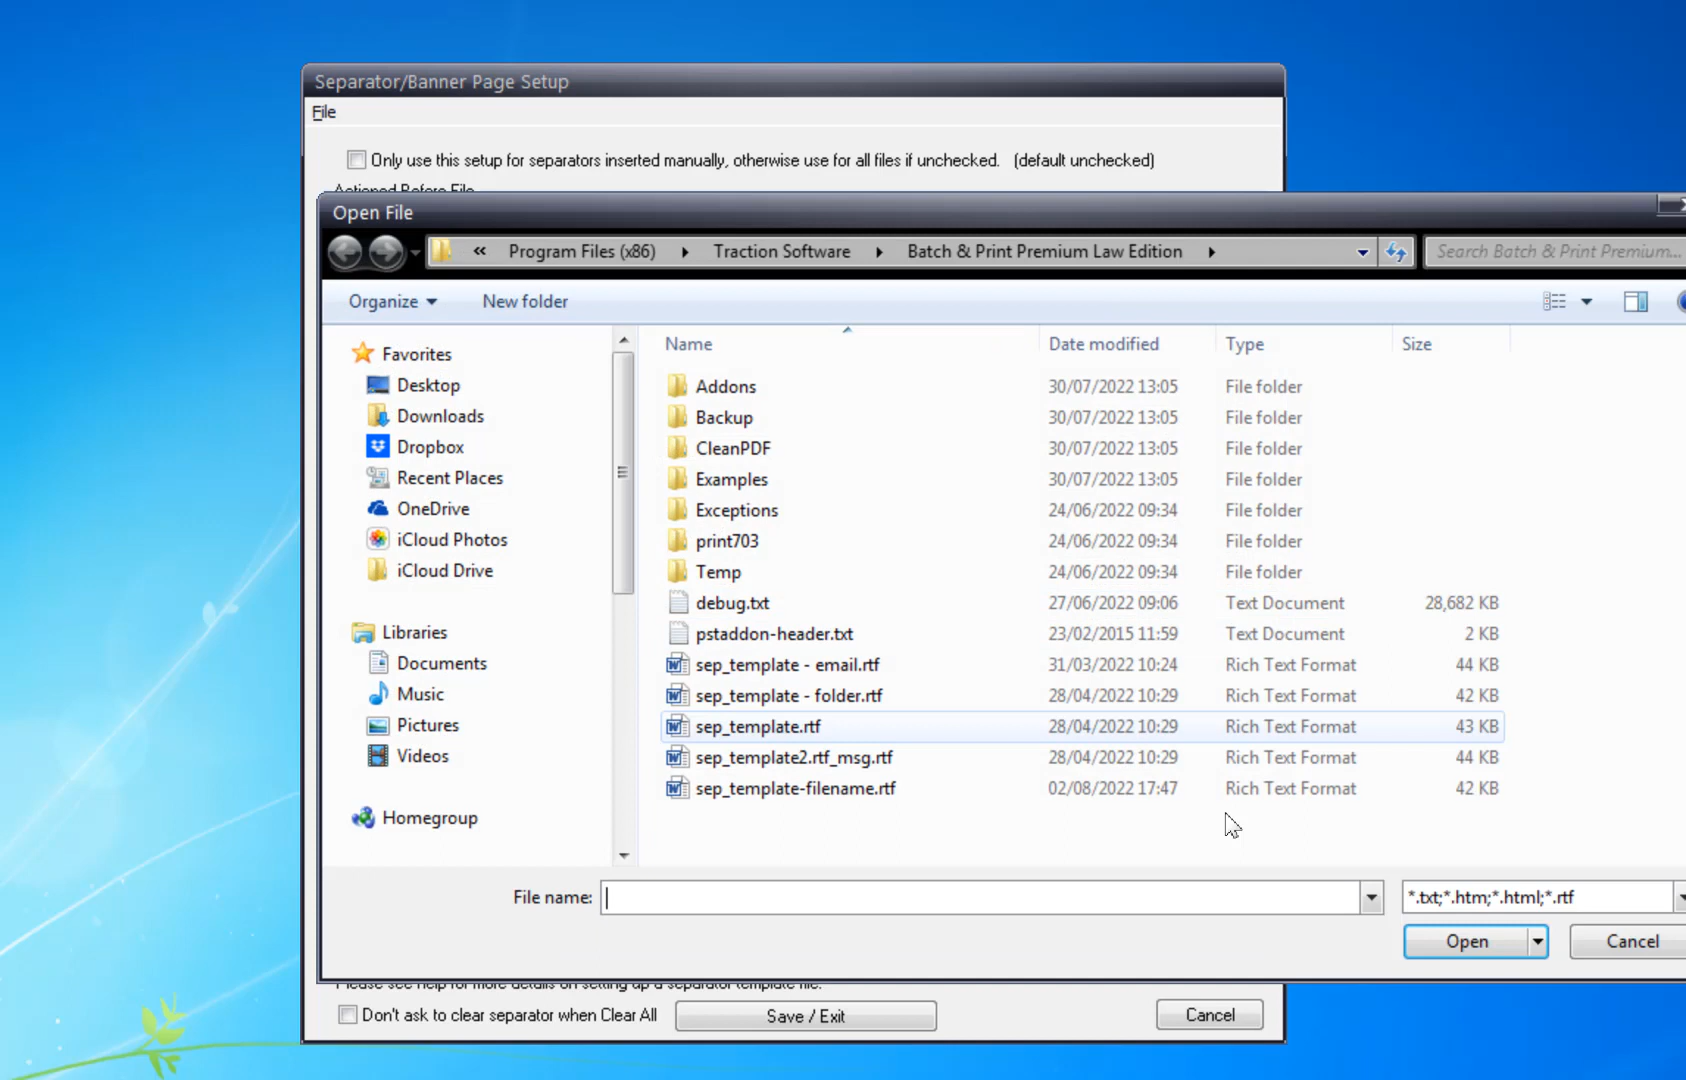 Separator/Banner Page Setup
File
Only use this setup for separators inserted manually, otherwise use for all files if unchecked. (default unchecked)
Actioned Before File
Open File
« Program Files (x86) Traction Software Batch & Print Premium Law Edition Search Batch & Print Premium...
Organize New folder
Name Date modified Type Size
Favorites
Desktop
Downloads
Dropbox
Recent Places
OneDrive
iCloud Photos
iCloud Drive
Libraries
Documents
Music
Pictures
Videos
Homegroup
Addons 30/07/2022 13:05 File folder
Backup 30/07/2022 13:05 File folder
CleanPDF 30/07/2022 13:05 File folder
Examples 30/07/2022 13:05 File folder
Exceptions 24/06/2022 09:34 File folder
print703 24/06/2022 09:34 File folder
Temp 24/06/2022 09:34 File folder
debug.txt 27/06/2022 09:06 Text Document 28,682 KB
pstaddon-header.txt 23/02/2015 11:59 Text Document 2 KB
sep_template - email.rtf 31/03/2022 10:24 Rich Text Format 44 KB
sep_template - folder.rtf 28/04/2022 10:29 Rich Text Format 42 KB
sep_template.rtf 28/04/2022 10:29 Rich Text Format 43 KB
sep_template2.rtf_msg.rtf 28/04/2022 10:29 Rich Text Format 44 KB
sep_template-filename.rtf 02/08/2022 17:47 Rich Text Format 42 KB
File name: *.txt;*.htm;*.html;*.rtf
Open Cancel
Please see help for more details on setting up a separator template file.
Don't ask to clear separator when Clear All Save / Exit Cancel